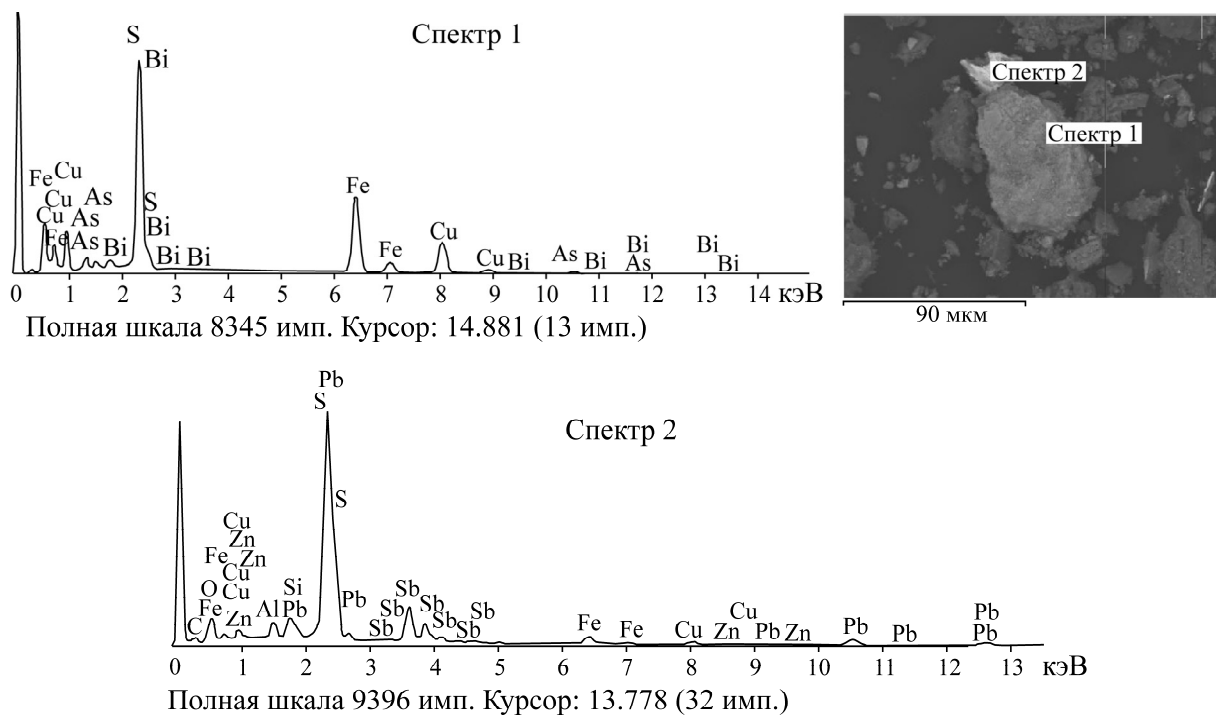 Спектр 1
S
Bi
Fe
Cu
Cu
Cu
Fe
As
As
As
Bi
S
Bi
Bi
Bi
Fe
Fe
Cu
Cu
Bi
As
Bi
Bi
As
Bi
Bi
0 1 2 3 4 5 6 7 8 9 10 11 12 13 14 кэВ
Полная шкала 8345 имп. Курсор: 14.881 (13 имп.)
Спектр 2
Спектр 1
90 мкм
Спектр 2
Pb
S
S
Cu
Zn
Fe
Zn
Cu
O
Cu
Fe
Zn
C
Al
Si
Pb
Pb
Sb
Sb
Sb
Sb
Sb
Sb
Sb
Fe
Fe
Cu
Cu
Zn
Pb
Zn
Pb
Pb
Pb
Pb
0 1 2 3 4 5 6 7 8 9 10 11 12 13 кэВ
Полная шкала 9396 имп. Курсор: 13.778 (32 имп.)